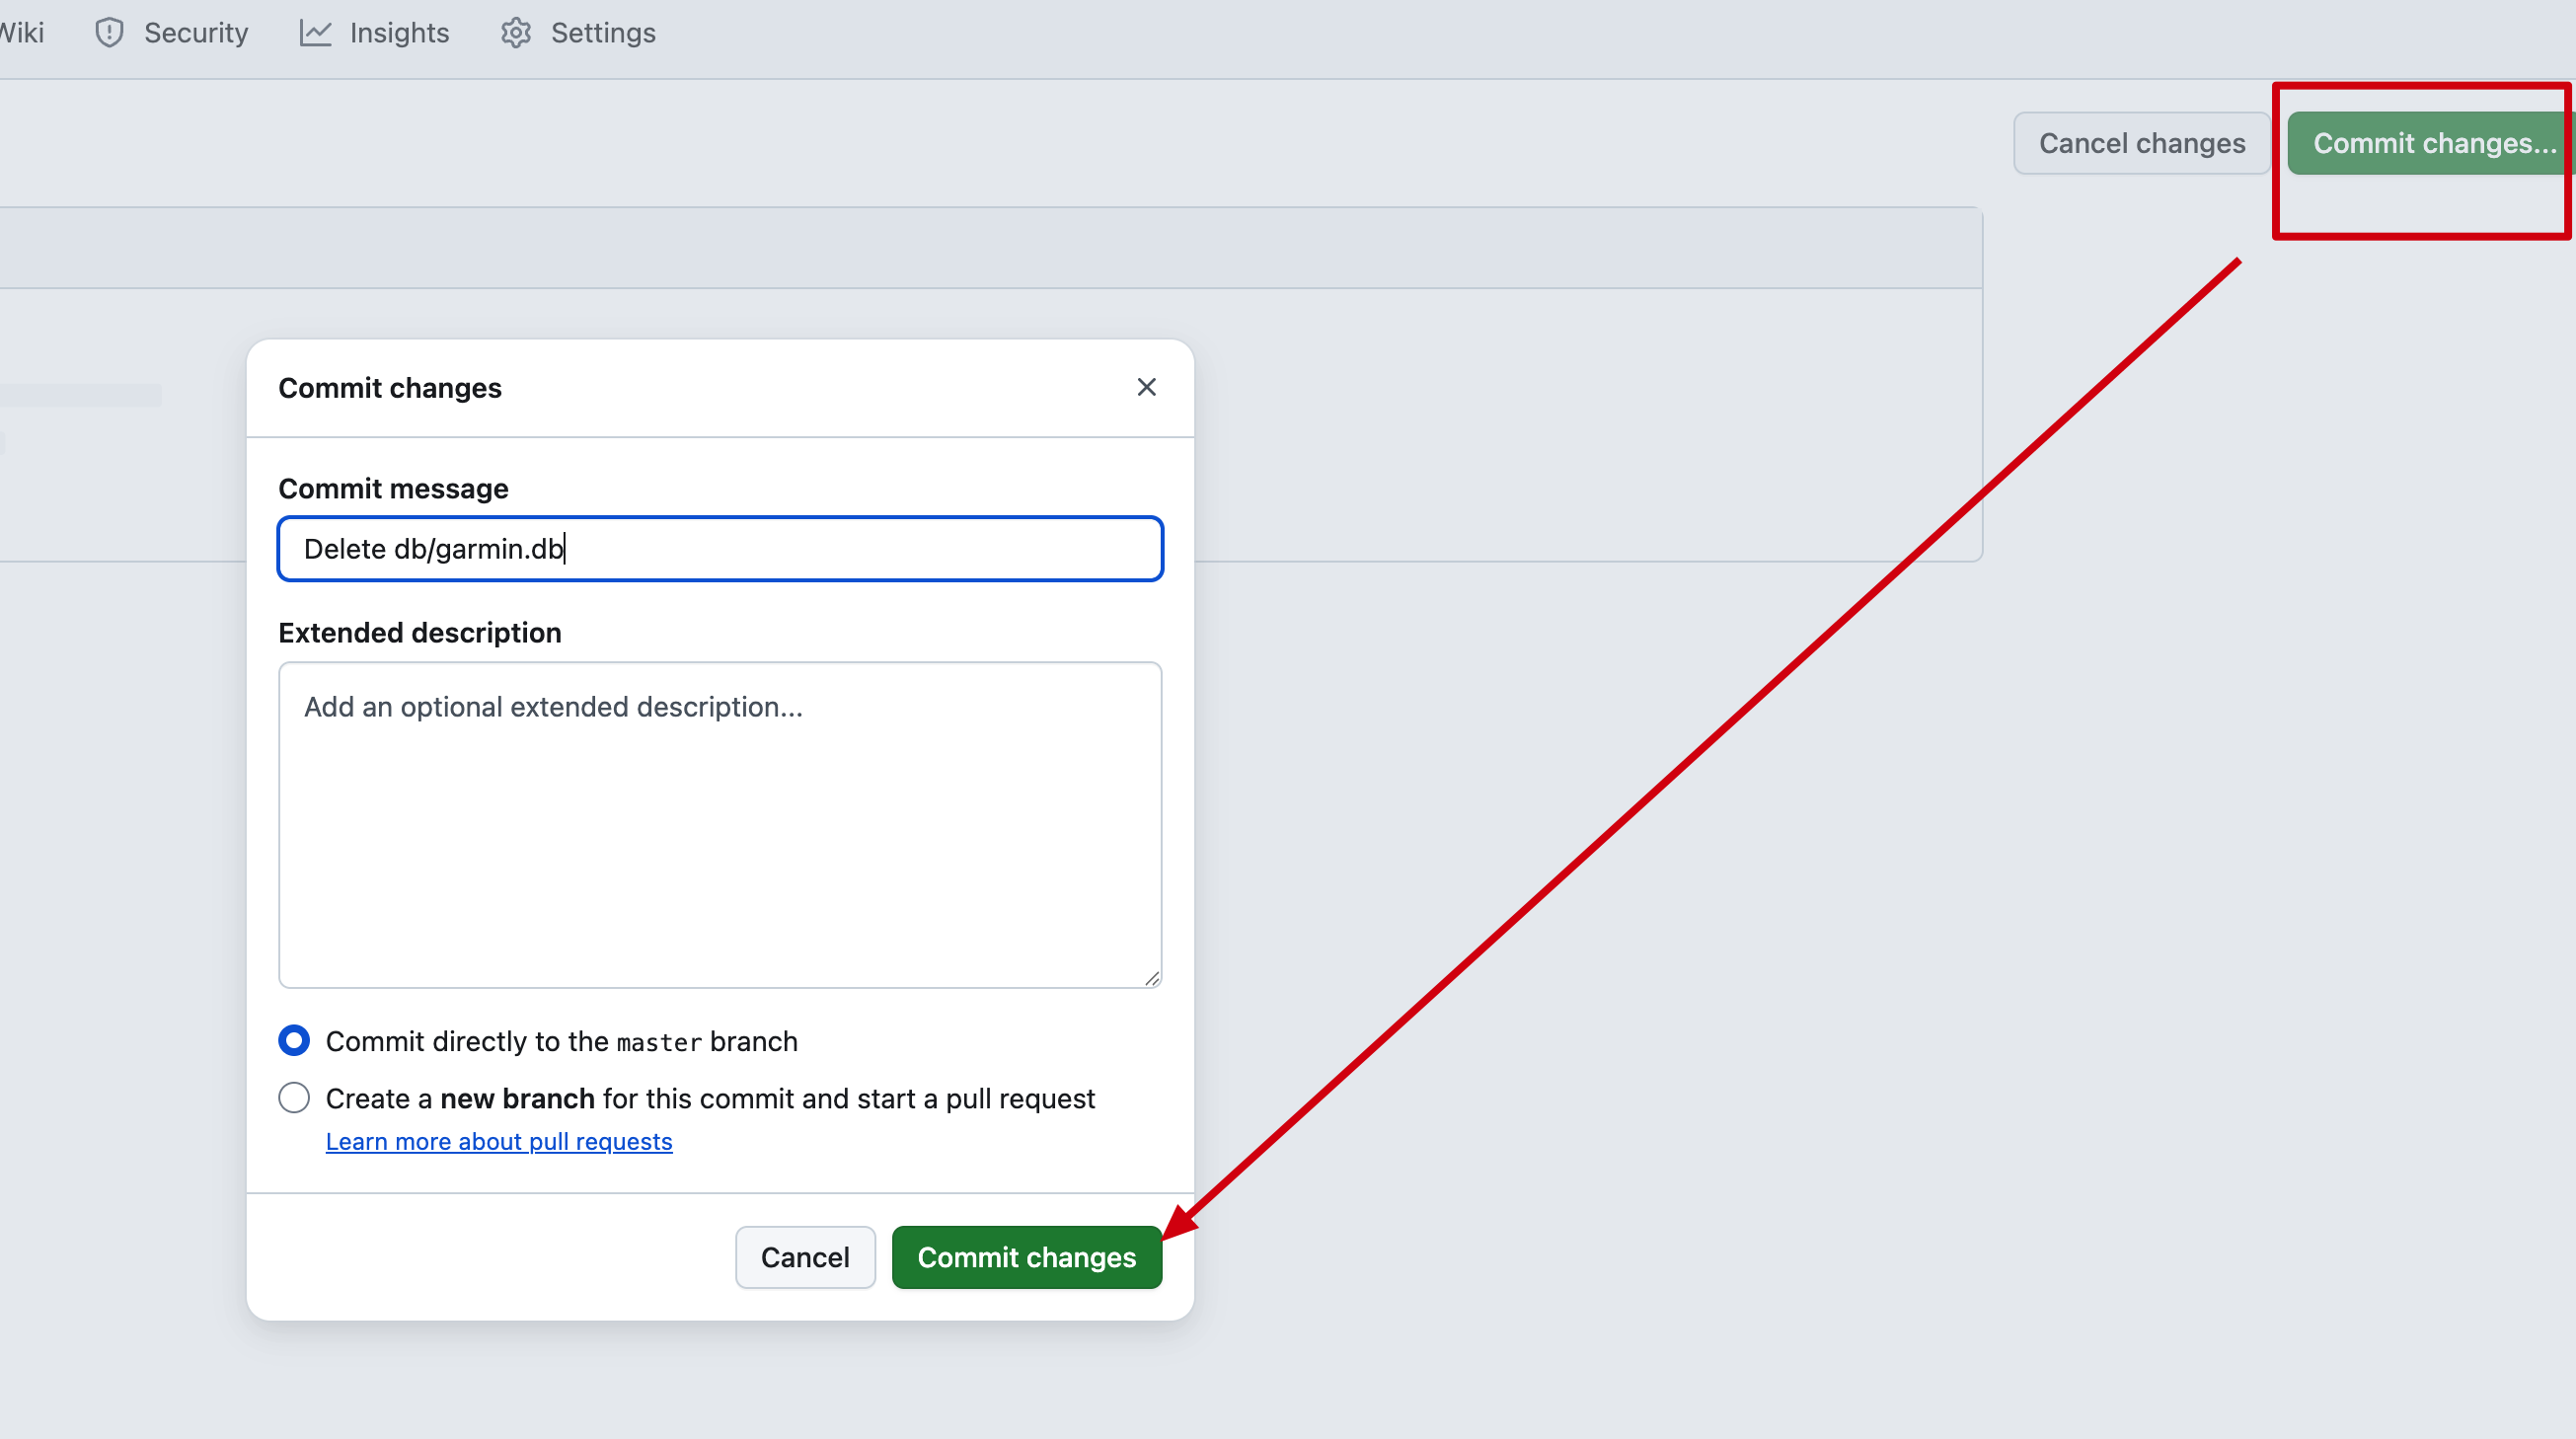 Wiki Security Insights Settings
Cancel changes Commit changes...
Commit changes
Commit message
Delete db/garmin.db
Extended description
Add an optional extended description...
Commit directly to the master branch
Create a new branch for this commit and start a pull request
Learn more about pull requests
Cancel Commit changes